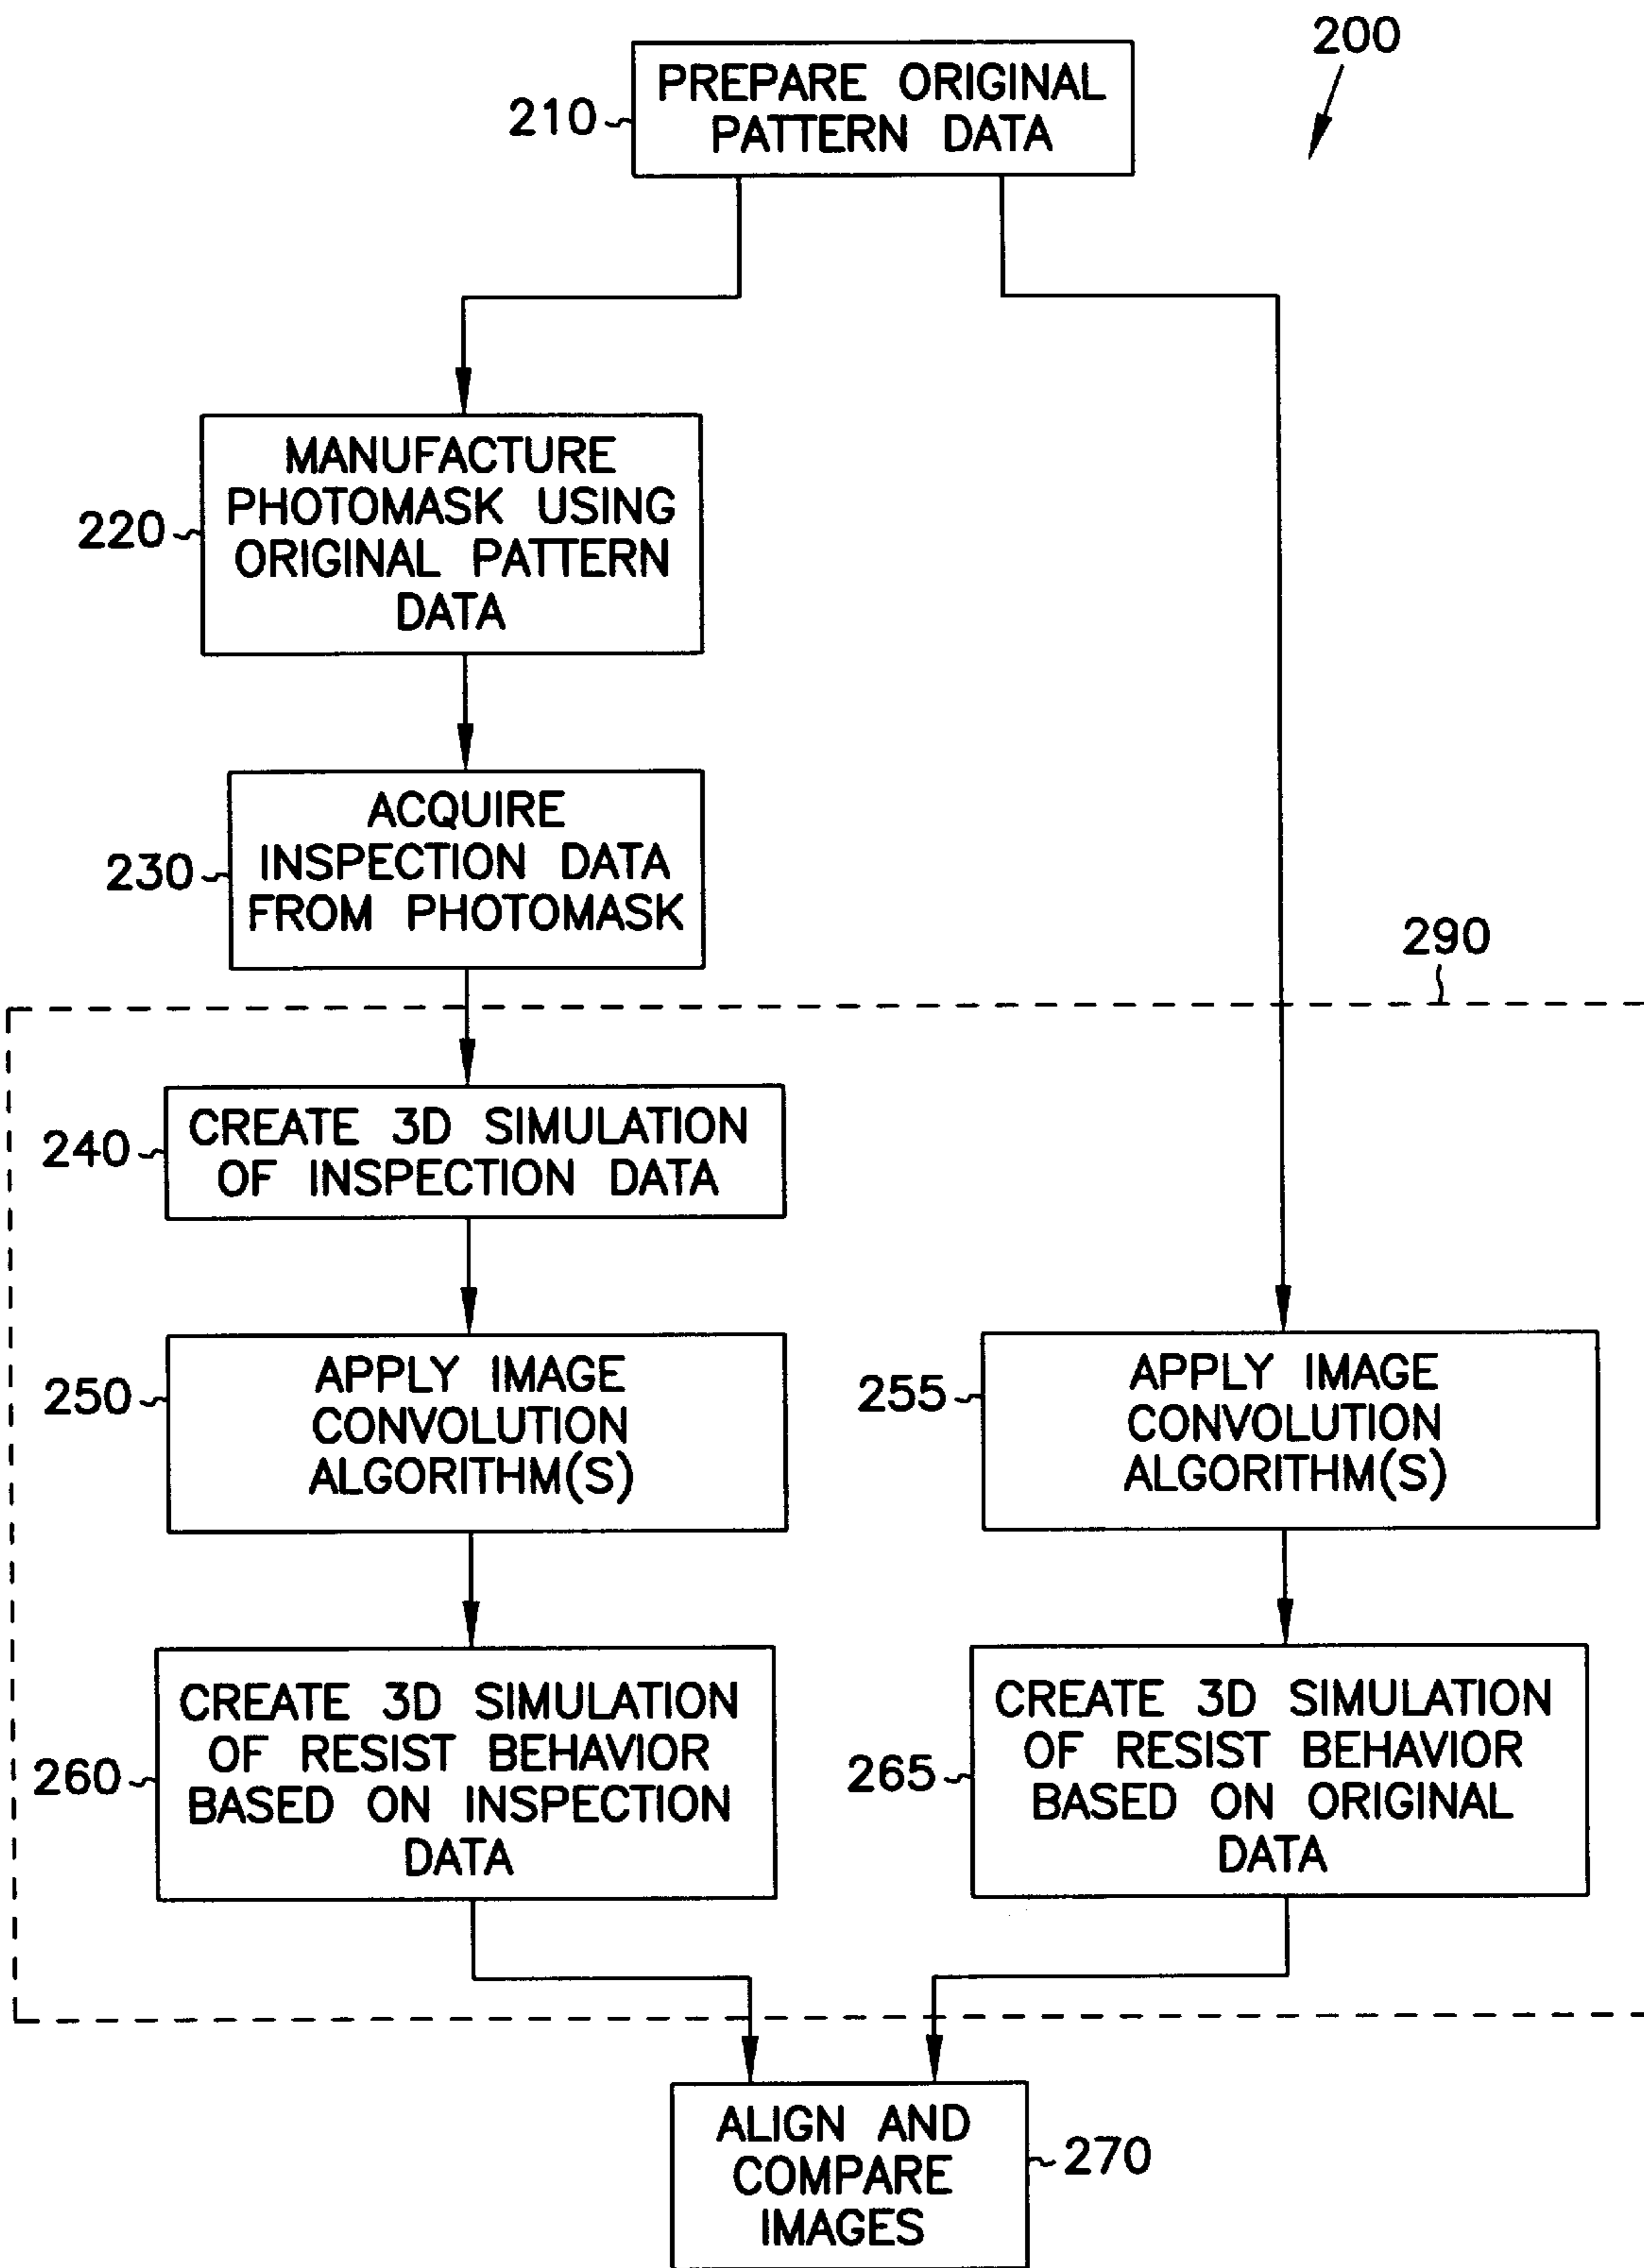 200
PREPARE ORIGINAL
PATTERN DATA
210
MANUFACTURE
PHOTOMASK USING
ORIGINAL PATTERN
DATA
220
ACQUIRE
INSPECTION DATA
FROM PHOTOMASK
230
290
CREATE 3D SIMULATION
OF INSPECTION DATA
240
APPLY IMAGE
CONVOLUTION
ALGORITHM(S)
250
APPLY IMAGE
CONVOLUTION
ALGORITHM(S)
255
CREATE 3D SIMULATION
OF RESIST BEHAVIOR
BASED ON INSPECTION
DATA
260
CREATE 3D SIMULATION
OF RESIST BEHAVIOR
BASED ON ORIGINAL
DATA
265
ALIGN AND
COMPARE
IMAGES
270